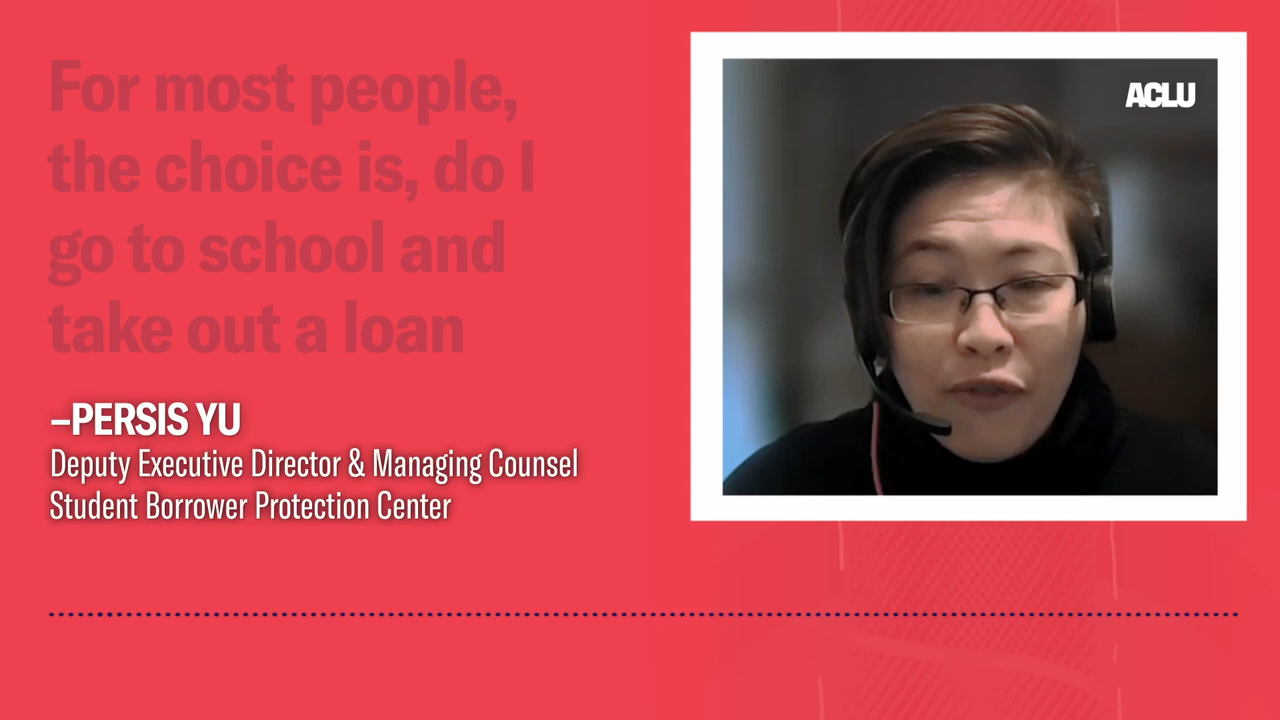 For most people,
the choice is, do I
go to school and
take out a loan
–PERSIS YU
Deputy Executive Director & Managing Counsel
Student Borrower Protection Center
ACLU